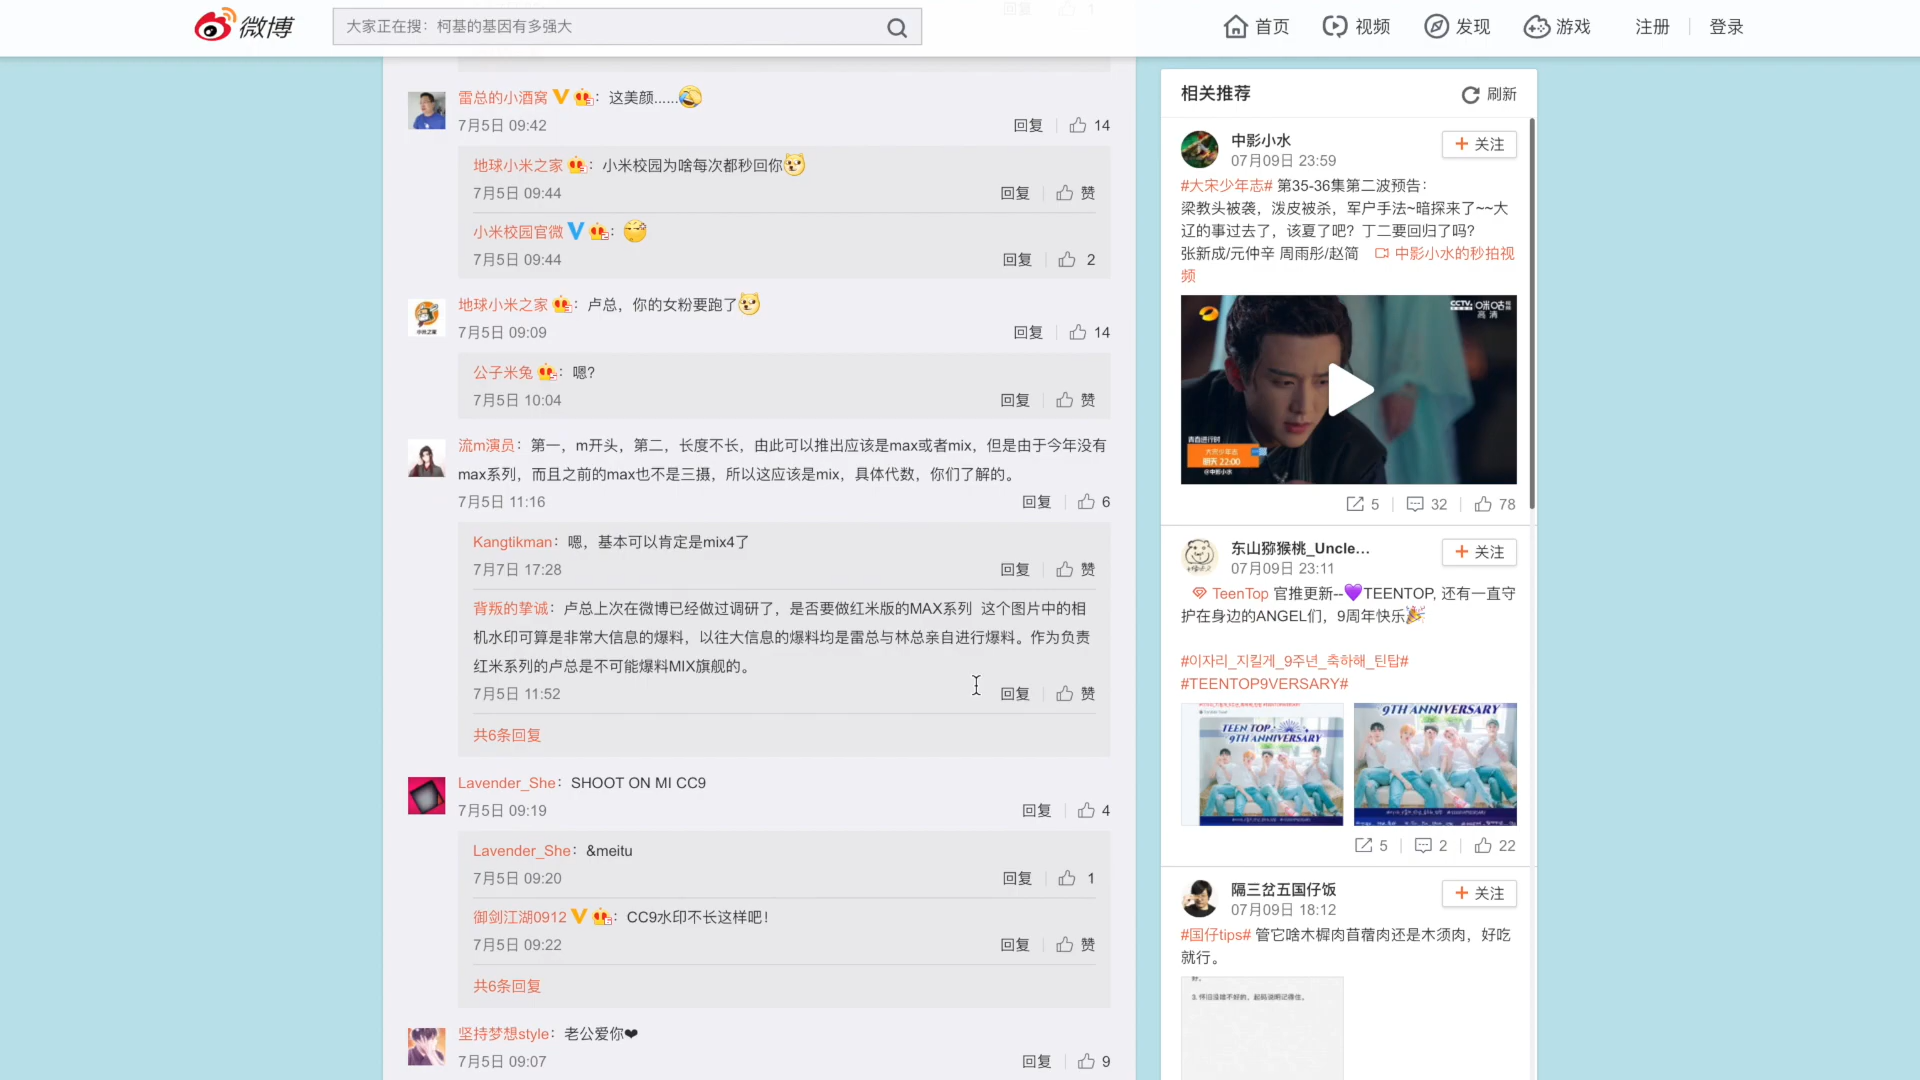 微博
大家正在搜：柯基的基因有多强大
首页
视频
发现
游戏
注册
登录
雷总的小酒窝：这美颜......
7月5日 09:42
回复 14
地球小米之家：小米校园为啥每次都秒回你
7月5日 09:44
回复 赞
小米校园官微：
7月5日 09:44
回复 2
地球小米之家：卢总，你的女粉要跑了
7月5日 09:09
回复 14
公子米兔：嗯?
7月5日 10:04
回复 赞
流m演员：第一，m开头，第二，长度不长，由此可以推出应该是max或者mix，但是由于今年没有
max系列，而且之前的max也不是三摄，所以这应该是mix，具体代数，你们了解的。
7月5日 11:16
回复 6
Kangtikman：嗯，基本可以肯定是mix4了
7月7日 17:28
回复 赞
背叛的挚诚：卢总上次在微博已经做过调研了，是否要做红米版的MAX系列 这个图片中的相
机水印可算是非常大信息的爆料，以往大信息的爆料均是雷总与林总亲自进行爆料。作为负责
红米系列的卢总是不可能爆料MIX旗舰的。
7月5日 11:52
回复 赞
共6条回复
Lavender_She：SHOOT ON MI CC9
7月5日 09:19
回复 4
Lavender_She：&meitu
7月5日 09:20
回复 1
御剑江湖0912：CC9水印不长这样吧！
7月5日 09:22
回复 赞
共6条回复
坚持梦想style：老公爱你❤
7月5日 09:07
回复 9
相关推荐
刷新
中影小水
07月09日 23:59
+ 关注
#大宋少年志# 第35-36集第二波预告：
梁教头被袭，泼皮被杀，军户手法~暗探来了~~大
辽的事过去了，该夏了吧？丁二要回归了吗？
张新成/元仲辛 周雨彤/赵简 中影小水的秒拍视
频
CCTV 咪咕
高清
青春进行时
大宋少年志
明天 22:00
@中影小水
5 32 78
东山猕猴桃_Uncle...
07月09日 23:11
+ 关注
TeenTop 官推更新--💜TEENTOP, 还有一直守
护在身边的ANGEL们，9周年快乐🎉
#이자리_지킬게_9주년_축하해_틴탑#
#TEENTOP9VERSARY#
TEEN TOP
9TH ANNIVERSARY
9TH ANNIVERSARY
5 2 22
隔三岔五国仔饭
07月09日 18:12
+ 关注
#国仔tips# 管它啥木樨肉苜蓿肉还是木须肉，好吃
就行。